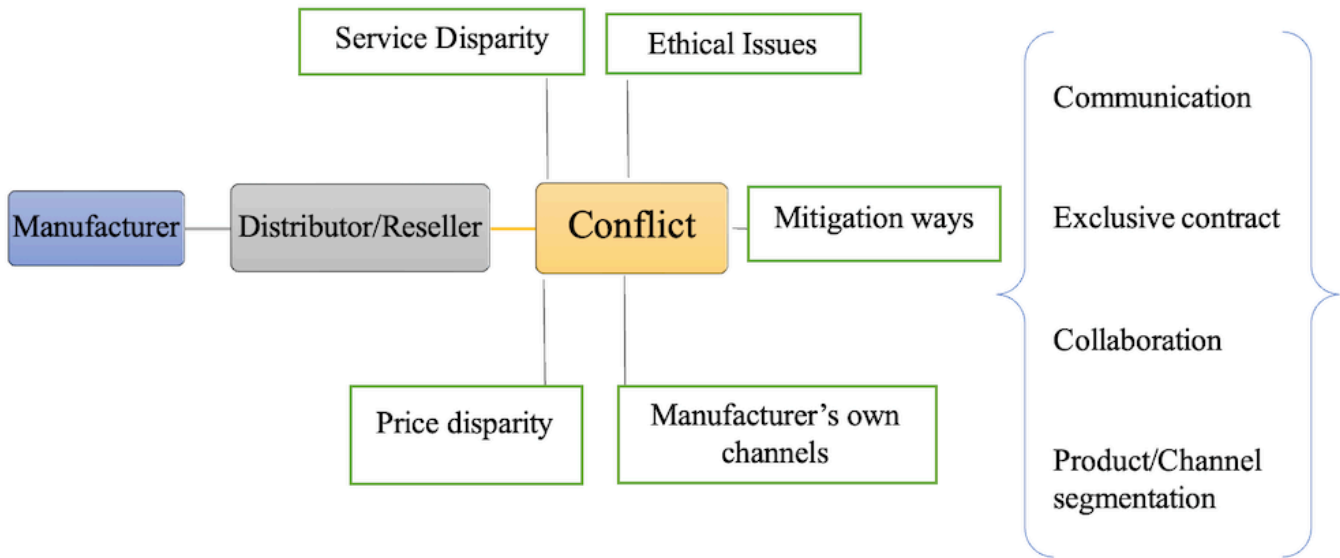 Service Disparity
Ethical Issues
Manufacturer
Distributor/Reseller
Conflict
Mitigation ways
Price disparity
Manufacturer’s own
channels
Communication
Exclusive contract
Collaboration
Product/Channel
segmentation